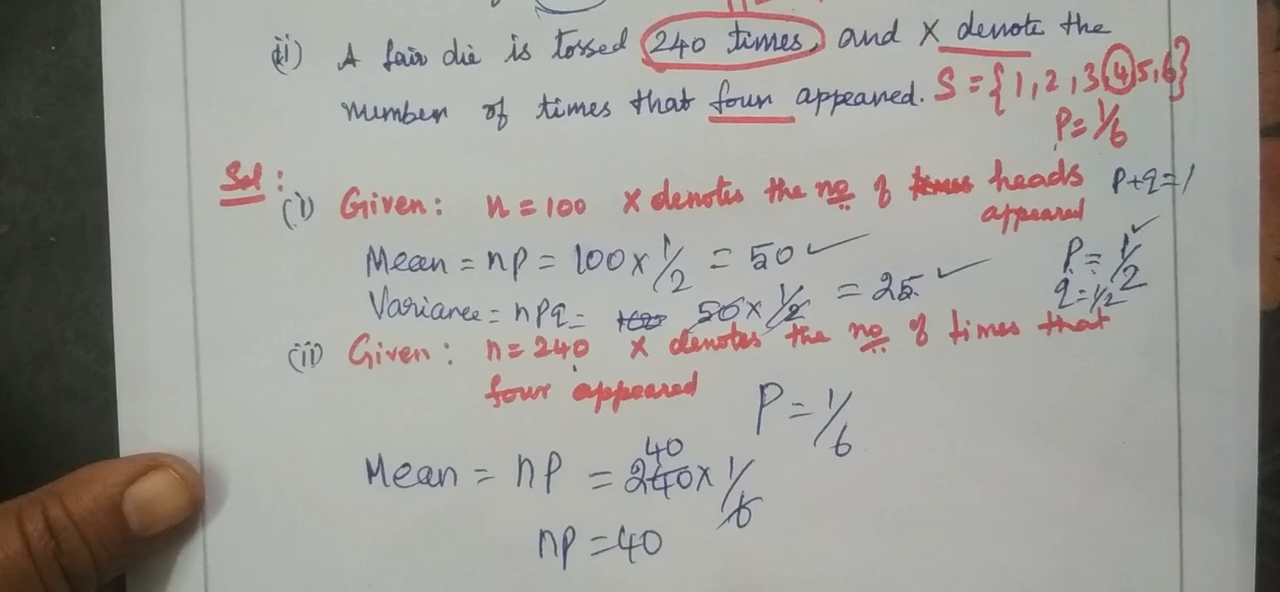 ii) A fair die is tossed 240 times, and X denote the
number of times that four appeared. S = {1, 2, 3, 4, 5, 6}
P = 1/6
Sol :
(i) Given: n = 100 X denotes the no of times heads appeared P+q=1
Mean = np = 100 x 1/2 = 50 ✓ P = 1/2 ✓
Variance = npq = 100 50 x 1/2 = 25 ✓ q = 1/2
(ii) Given: n = 240 X denotes the no of times that
four appeared
P = 1/6
40
Mean = np = 240 x 1/6
np = 40